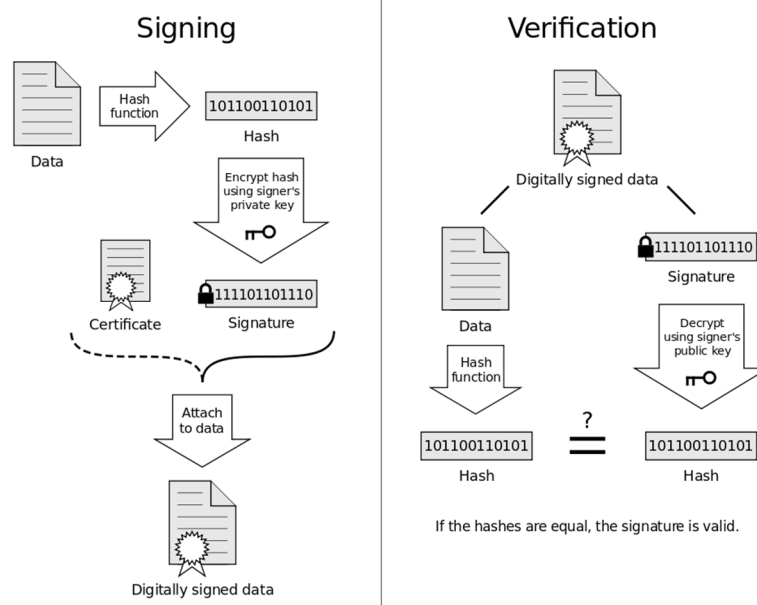 Signing
Data
Hash
function
101100110101
Hash
Encrypt hash
using signer's
private key
Certificate
111101101110
Signature
Attach
to data
Digitally signed data
Verification
Digitally signed data
Data
111101101110
Signature
Hash
function
Decrypt
using signer's
public key
101100110101
Hash
?
=
101100110101
Hash
If the hashes are equal, the signature is valid.